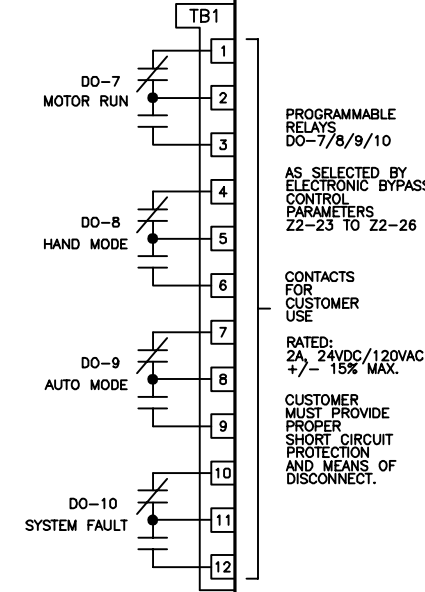 TB1
1
DO-7
MOTOR RUN
2
3
4
DO-8
HAND MODE
5
6
7
DO-9
AUTO MODE
8
9
10
DO-10
SYSTEM FAULT
11
12
PROGRAMMABLE
RELAYS
DO-7/8/9/10
AS SELECTED BY
ELECTRONIC BYPASS
CONTROL
PARAMETERS
Z2-23 TO Z2-26
CONTACTS
FOR
CUSTOMER
USE
RATED:
2A, 24VDC/120VAC
+/- 15% MAX.
CUSTOMER
MUST PROVIDE
PROPER
SHORT CIRCUIT
PROTECTION
AND MEANS OF
DISCONNECT.